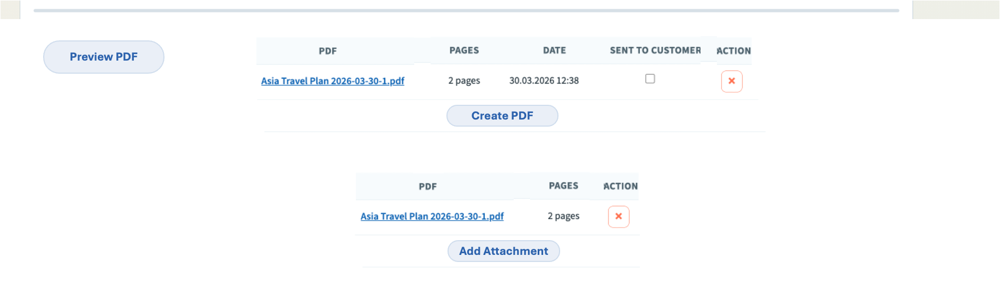 Preview PDF
PDF PAGES DATE SENT TO CUSTOMER ACTION
Asia Travel Plan 2026-03-30-1.pdf 2 pages 30.03.2026 12:38
Create PDF
PDF PAGES ACTION
Asia Travel Plan 2026-03-30-1.pdf 2 pages
Add Attachment